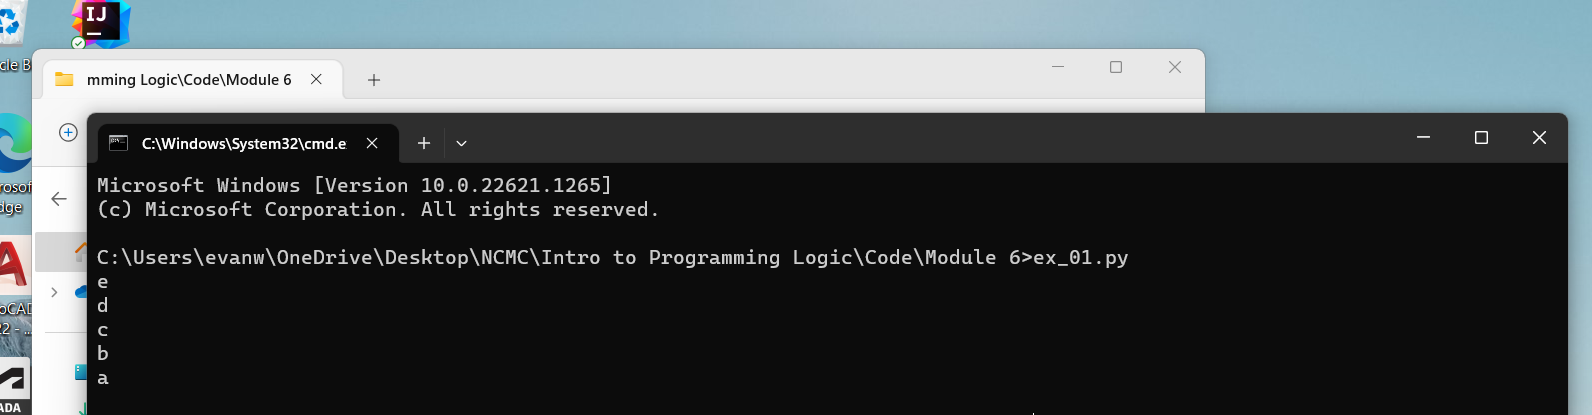 IJ
cle B
mming Logic\Code\Module 6
C:\Windows\System32\cmd.e
Microsoft Windows [Version 10.0.22621.1265]
(c) Microsoft Corporation. All rights reserved.
rosof
dge
C:\Users\evanw\OneDrive\Desktop\NCMC\Intro to Programming Logic\Code\Module 6>ex_01.py
e
d
c
b
a
oCAD
22 - ...
ADA